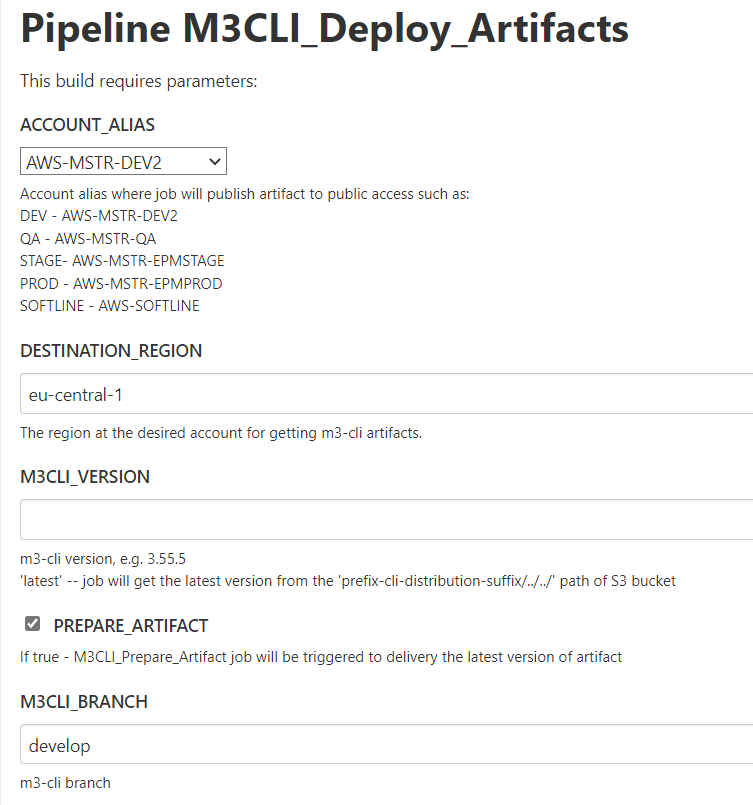 Pipeline M3CLI_Deploy_Artifacts
This build requires parameters:
ACCOUNT_ALIAS
AWS-MSTR-DEV2
Account alias where job will publish artifact to public access such as:
DEV - AWS-MSTR-DEV2
QA - AWS-MSTR-QA
STAGE- AWS-MSTR-EPMSTAGE
PROD - AWS-MSTR-EPMPROD
SOFTLINE - AWS-SOFTLINE
DESTINATION_REGION
eu-central-1
The region at the desired account for getting m3-cli artifacts.
M3CLI_VERSION
m3-cli version, e.g. 3.55.5
'latest' -- job will get the latest version from the 'prefix-cli-distribution-suffix/../../' path of S3 bucket
PREPARE_ARTIFACT
If true - M3CLI_Prepare_Artifact job will be triggered to delivery the latest version of artifact
M3CLI_BRANCH
develop
m3-cli branch